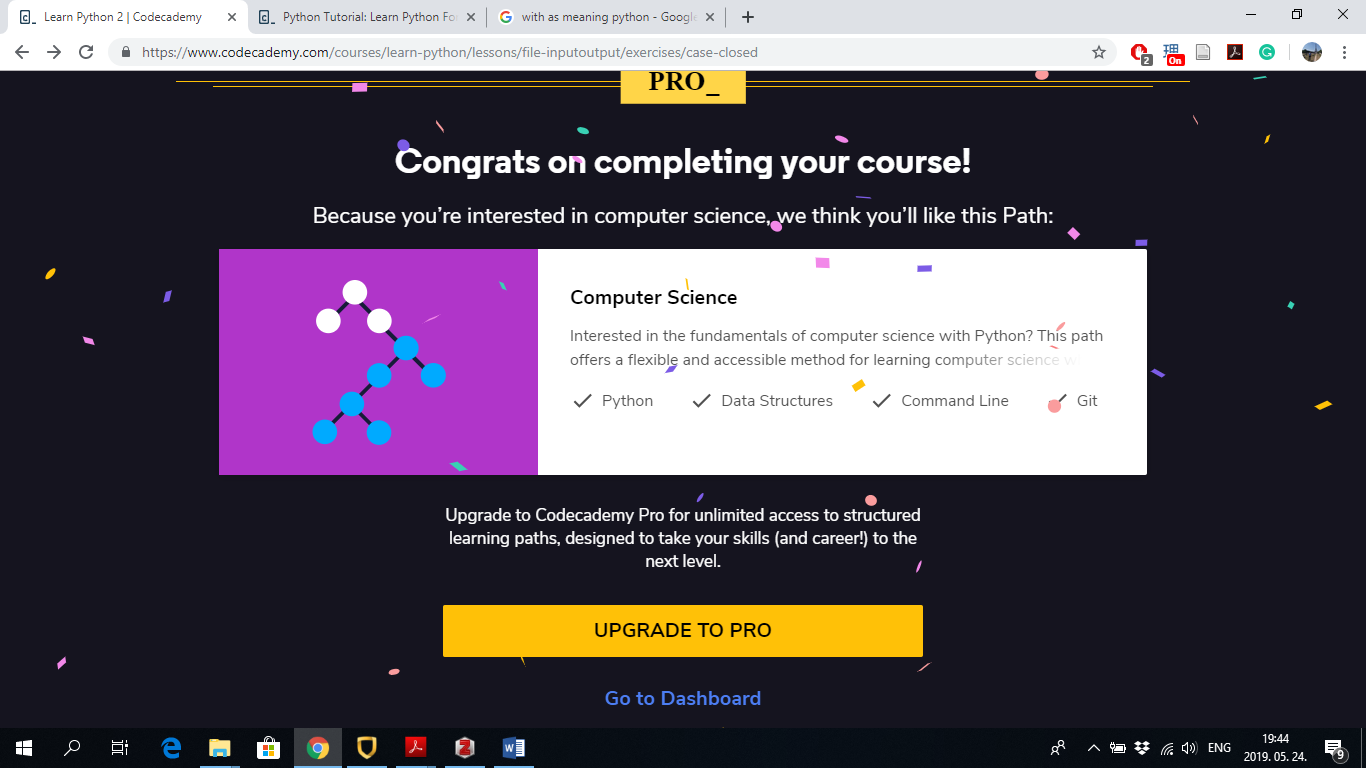 Learn Python 2 | Codecademy
Python Tutorial: Learn Python For
with as meaning python - Google
https://www.codecademy.com/courses/learn-python/lessons/file-inputoutput/exercises/case-closed
2
On
PRO_
Congrats on completing your course!
Because you're interested in computer science, we think you'll like this Path:
Computer Science
Interested in the fundamentals of computer science with Python? This path
offers a flexible and accessible method for learning computer science w
Python
Data Structures
Command Line
Git
Upgrade to Codecademy Pro for unlimited access to structured
learning paths, designed to take your skills (and career!) to the
next level.
UPGRADE TO PRO
Go to Dashboard
ENG
19:44
2019. 05. 24.
9